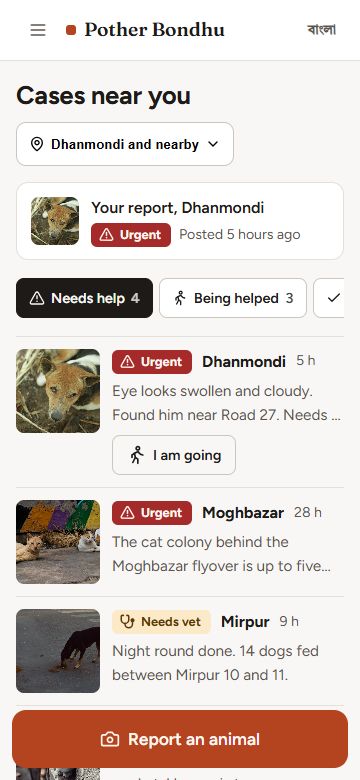 Pother Bondhu
বাংলা
Cases near you
Dhanmondi and nearby
Your report, Dhanmondi
Urgent Posted 5 hours ago
Needs help 4
Being helped 3
Urgent Dhanmondi 5 h
Eye looks swollen and cloudy.
Found him near Road 27. Needs ...
I am going
Urgent Moghbazar 28 h
The cat colony behind the
Moghbazar flyover is up to five...
Needs vet Mirpur 9 h
Night round done. 14 dogs fed
between Mirpur 10 and 11.
Report an animal